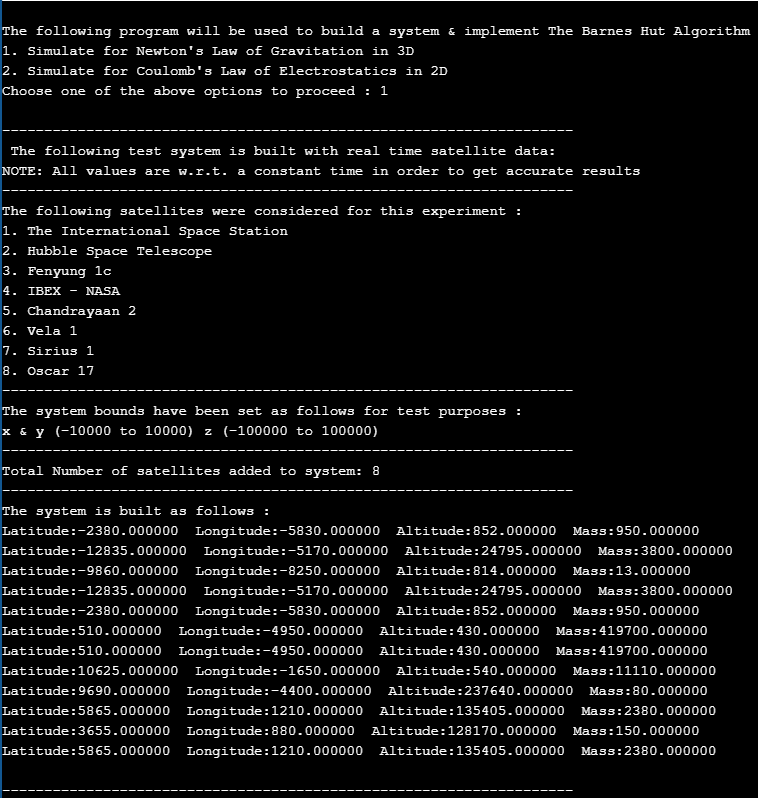 The following program will be used to build a system & implement The Barnes Hut Algorithm
1. Simulate for Newton's Law of Gravitation in 3D
2. Simulate for Coulomb's Law of Electrostatics in 2D
Choose one of the above options to proceed : 1
--------------------------------------------------------------------
The following test system is built with real time satellite data:
NOTE: All values are w.r.t. a constant time in order to get accurate results
--------------------------------------------------------------------
The following satellites were considered for this experiment :
1. The International Space Station
2. Hubble Space Telescope
3. Fenyung 1c
4. IBEX - NASA
5. Chandrayaan 2
6. Vela 1
7. Sirius 1
8. Oscar 17
--------------------------------------------------------------------
The system bounds have been set as follows for test purposes :
x & y (-10000 to 10000) z (-100000 to 100000)
--------------------------------------------------------------------
Total Number of satellites added to system: 8
--------------------------------------------------------------------
The system is built as follows :
Latitude:-2380.000000  Longitude:-5830.000000  Altitude:852.000000  Mass:950.000000
Latitude:-12835.000000  Longitude:-5170.000000  Altitude:24795.000000  Mass:3800.000000
Latitude:-9860.000000  Longitude:-8250.000000  Altitude:814.000000  Mass:13.000000
Latitude:-12835.000000  Longitude:-5170.000000  Altitude:24795.000000  Mass:3800.000000
Latitude:-2380.000000  Longitude:-5830.000000  Altitude:852.000000  Mass:950.000000
Latitude:510.000000  Longitude:-4950.000000  Altitude:430.000000  Mass:419700.000000
Latitude:510.000000  Longitude:-4950.000000  Altitude:430.000000  Mass:419700.000000
Latitude:10625.000000  Longitude:-1650.000000  Altitude:540.000000  Mass:11110.000000
Latitude:9690.000000  Longitude:-4400.000000  Altitude:237640.000000  Mass:80.000000
Latitude:5865.000000  Longitude:1210.000000  Altitude:135405.000000  Mass:2380.000000
Latitude:3655.000000  Longitude:880.000000  Altitude:128170.000000  Mass:150.000000
Latitude:5865.000000  Longitude:1210.000000  Altitude:135405.000000  Mass:2380.000000
--------------------------------------------------------------------